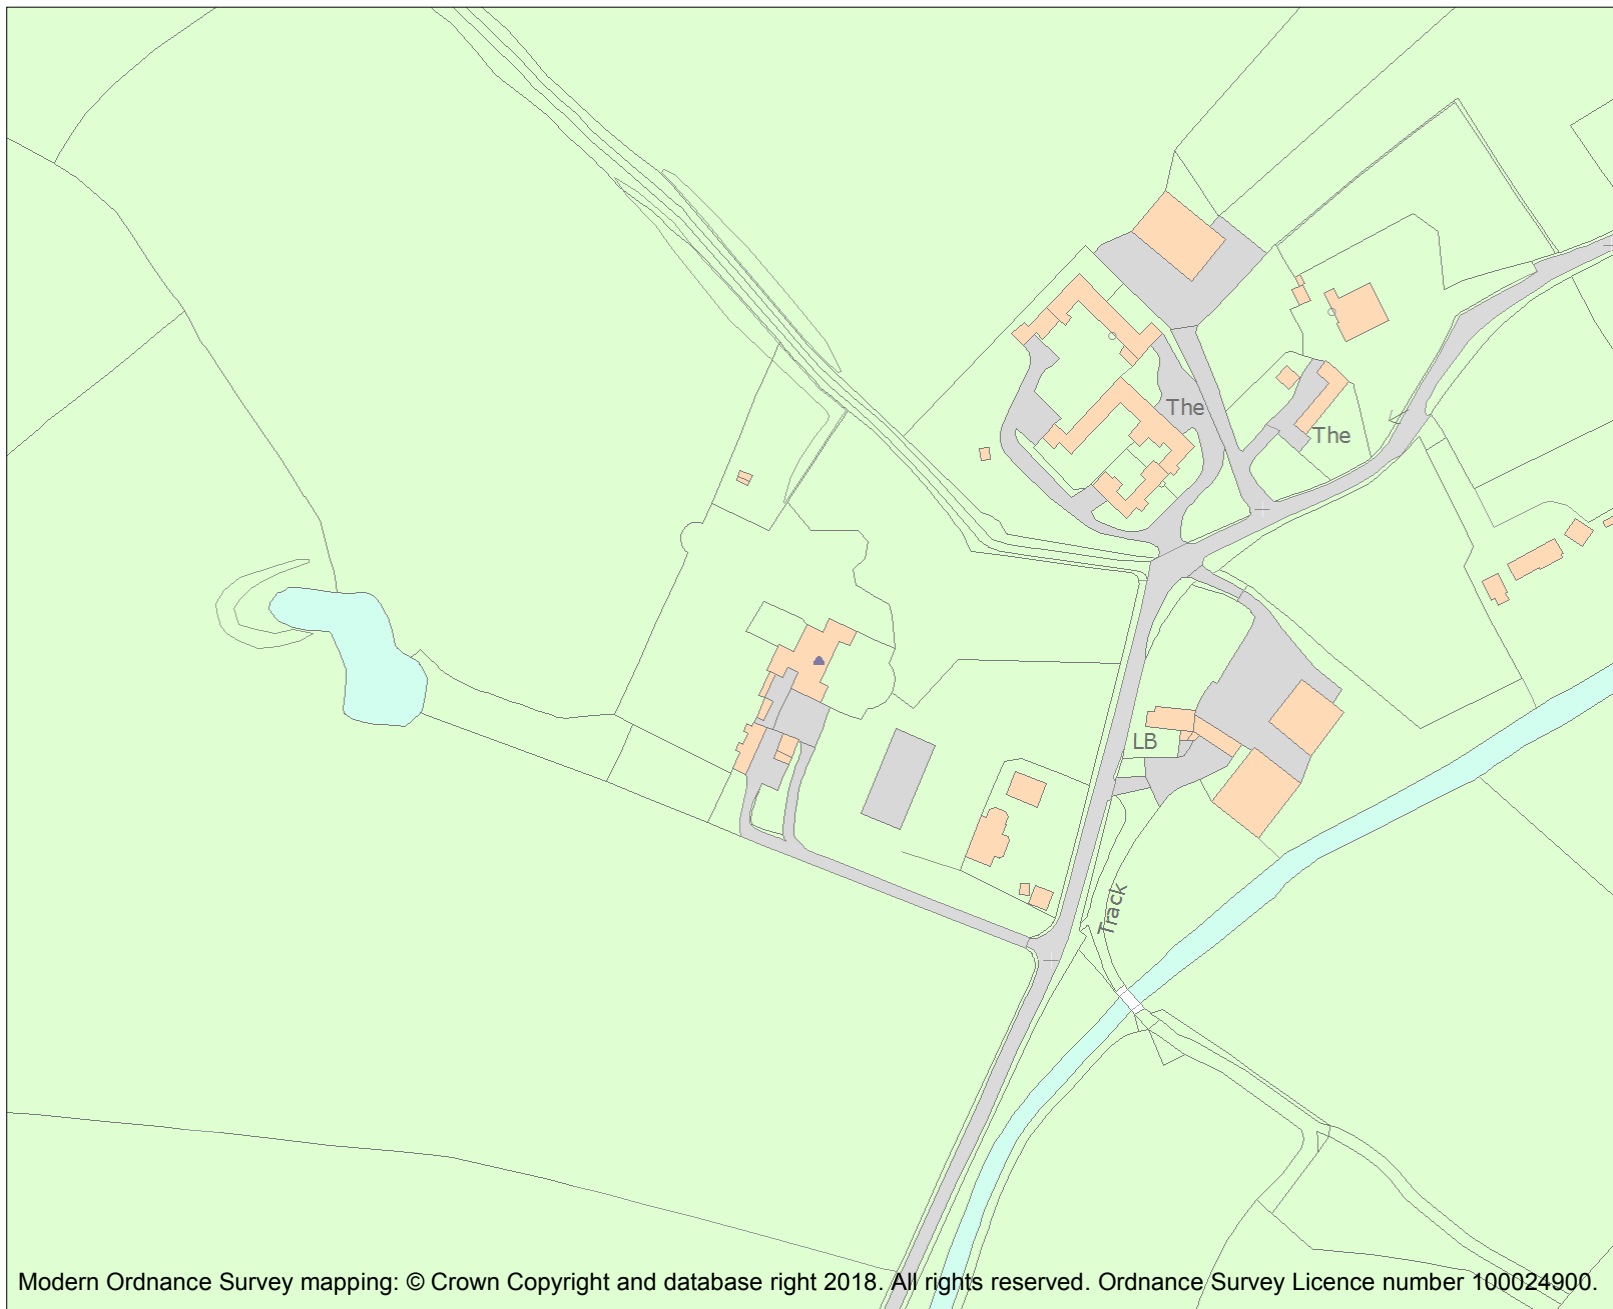 The
The
LB
Track
Modern Ordnance Survey mapping: © Crown Copyright and database right 2018. All rights reserved. Ordnance Survey Licence number 100024900.